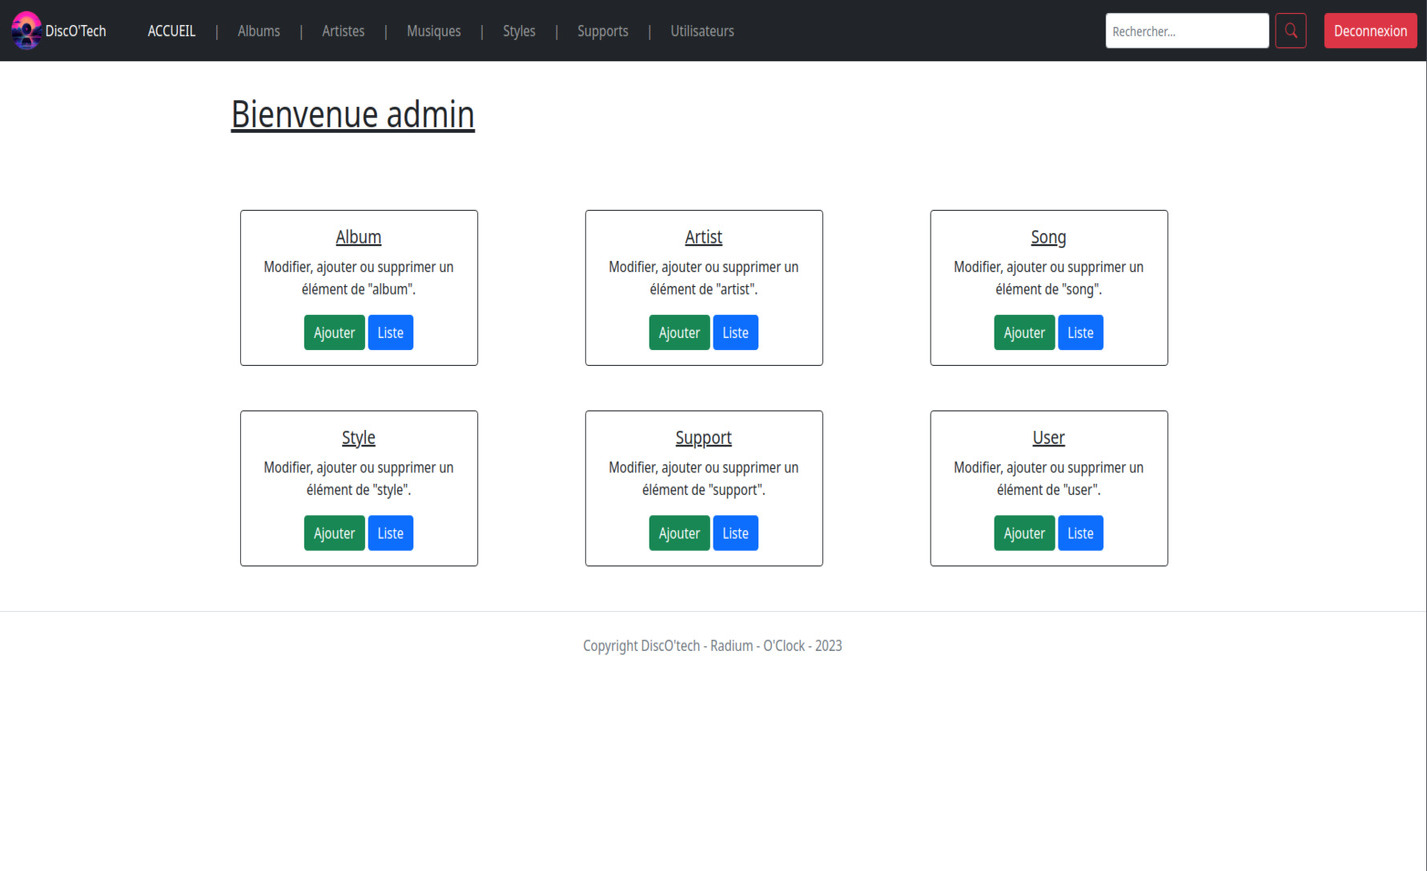 DiscO'Tech ACCUEIL | Albums | Artistes | Musiques | Styles | Supports | Utilisateurs Rechercher... Deconnexion
Bienvenue admin
Album
Modifier, ajouter ou supprimer un
élément de "album".
Ajouter Liste
Artist
Modifier, ajouter ou supprimer un
élément de "artist".
Ajouter Liste
Song
Modifier, ajouter ou supprimer un
élément de "song".
Ajouter Liste
Style
Modifier, ajouter ou supprimer un
élément de "style".
Ajouter Liste
Support
Modifier, ajouter ou supprimer un
élément de "support".
Ajouter Liste
User
Modifier, ajouter ou supprimer un
élément de "user".
Ajouter Liste
Copyright DiscO'tech - Radium - O'Clock - 2023